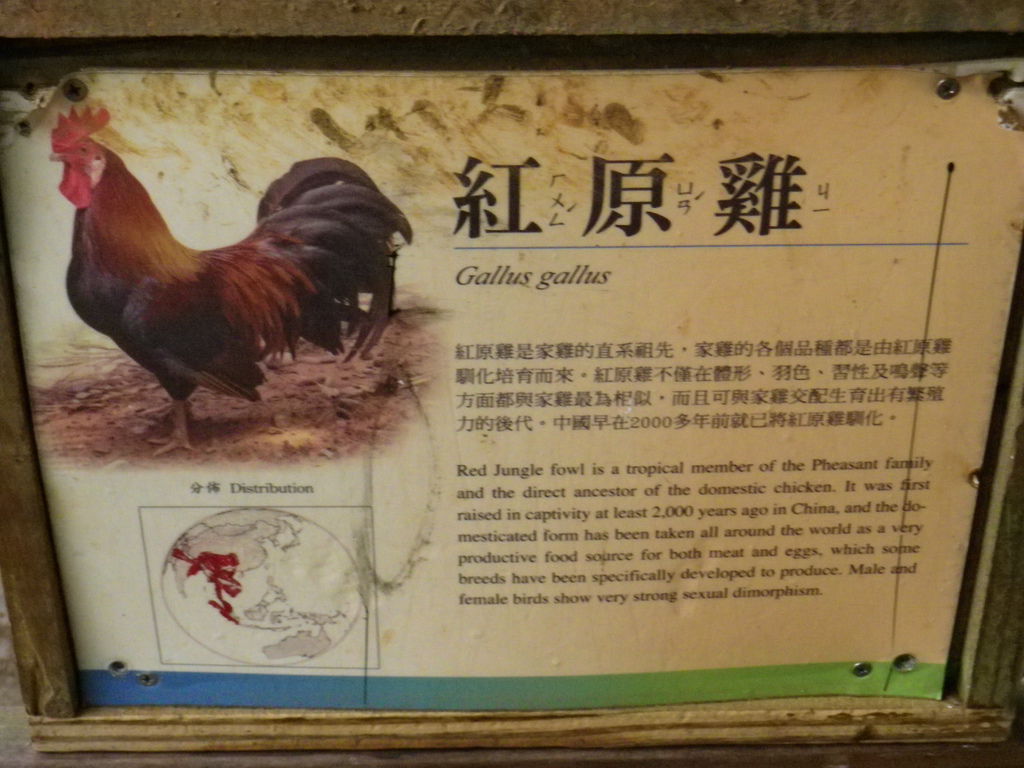 紅ㄏㄨㄥˊ原ㄩㄢˊ雞ㄐㄧ
Gallus gallus
紅原雞是家雞的直系祖先，家雞的各個品種都是由紅原雞
馴化培育而來。紅原雞不僅在體形、羽色、習性及鳴聲等
方面都與家雞最為相似，而且可與家雞交配生育出有繁殖
力的後代。中國早在2000多年前就已將紅原雞馴化。
Red Jungle fowl is a tropical member of the Pheasant family
and the direct ancestor of the domestic chicken. It was first
raised in captivity at least 2,000 years ago in China, and the do-
mesticated form has been taken all around the world as a very
productive food source for both meat and eggs, which some
breeds have been specifically developed to produce. Male and
female birds show very strong sexual dimorphism.
分佈 Distribution